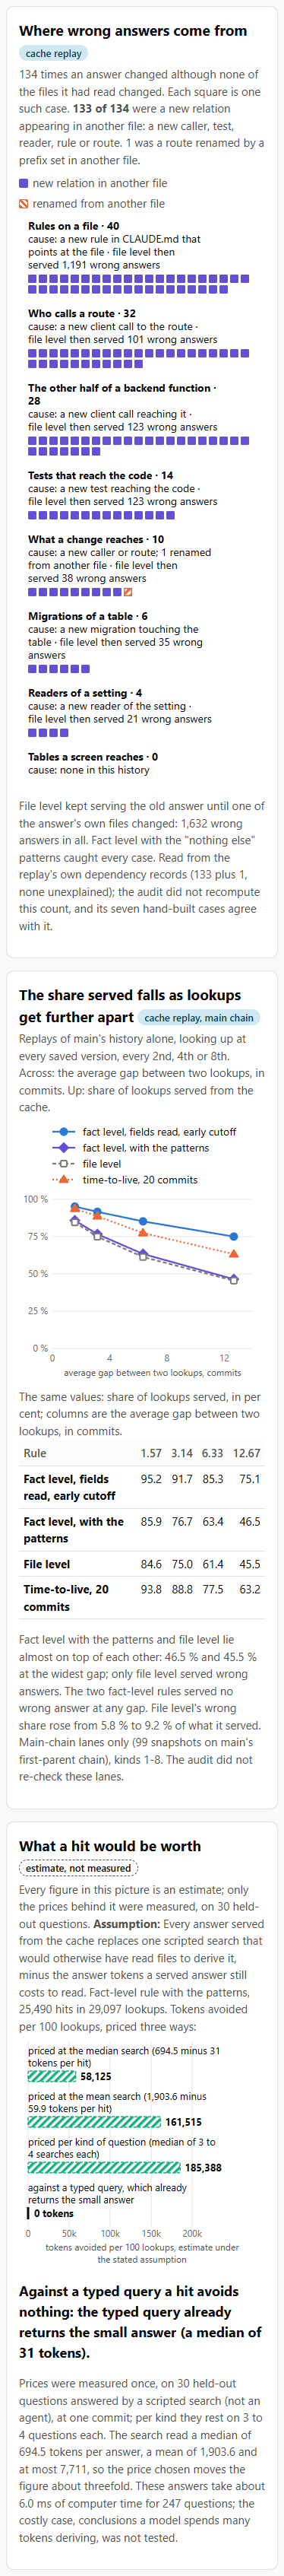 Where wrong answers come from
cache replay
134 times an answer changed although none of
the files it had read changed. Each square is one
such case. 133 of 134 were a new relation
appearing in another file: a new caller, test,
reader, rule or route. 1 was a route renamed by a
prefix set in another file.
new relation in another file
renamed from another file
Rules on a file · 40
cause: a new rule in CLAUDE.md that
points at the file · file level then
served 1,191 wrong answers
Who calls a route · 32
cause: a new client call to the route ·
file level then served 101 wrong answers
The other half of a backend function ·
28
cause: a new client call reaching it ·
file level then served 123 wrong answers
Tests that reach the code · 14
cause: a new test reaching the code ·
file level then served 123 wrong answers
What a change reaches · 10
cause: a new caller or route; 1 renamed
from another file · file level then
served 38 wrong answers
Migrations of a table · 6
cause: a new migration touching the
table · file level then served 35 wrong
answers
Readers of a setting · 4
cause: a new reader of the setting ·
file level then served 21 wrong answers
Tables a screen reaches · 0
cause: none in this history
File level kept serving the old answer until one of
the answer's own files changed: 1,632 wrong
answers in all. Fact level with the "nothing else"
patterns caught every case. Read from the
replay's own dependency records (133 plus 1,
none unexplained); the audit did not recompute
this count, and its seven hand-built cases agree
with it.
The share served falls as lookups
get further apart cache replay, main chain
Replays of main's history alone, looking up at
every saved version, every 2nd, 4th or 8th.
Across: the average gap between two lookups, in
commits. Up: share of lookups served from the
cache.
fact level, fields read, early cutoff
fact level, with the patterns
file level
time-to-live, 20 commits
100 %
75 %
50 %
25 %
0 %
0 4 8 12
average gap between two lookups, commits
The same values: share of lookups served, in per
cent; columns are the average gap between two
lookups, in commits.
Rule 1.57 3.14 6.33 12.67
Fact level, fields 95.2 91.7 85.3 75.1
read, early cutoff
Fact level, with the 85.9 76.7 63.4 46.5
patterns
File level 84.6 75.0 61.4 45.5
Time-to-live, 20 93.8 88.8 77.5 63.2
commits
Fact level with the patterns and file level lie
almost on top of each other: 46.5 % and 45.5 %
at the widest gap; only file level served wrong
answers. The two fact-level rules served no
wrong answer at any gap. File level's wrong
share rose from 5.8 % to 9.2 % of what it served.
Main-chain lanes only (99 snapshots on main's
first-parent chain), kinds 1-8. The audit did not
re-check these lanes.
What a hit would be worth
estimate, not measured
Every figure in this picture is an estimate; only
the prices behind it were measured, on 30 held-
out questions. Assumption: Every answer served
from the cache replaces one scripted search that
would otherwise have read files to derive it,
minus the answer tokens a served answer still
costs to read. Fact-level rule with the patterns,
25,490 hits in 29,097 lookups. Tokens avoided
per 100 lookups, priced three ways:
priced at the median search (694.5 minus 31
tokens per hit)
58,125
priced at the mean search (1,903.6 minus
59.9 tokens per hit)
161,515
priced per kind of question (median of 3 to
4 searches each)
185,388
against a typed query, which already
returns the small answer
0 tokens
0 50k 100k 150k 200k
tokens avoided per 100 lookups, estimate under
the stated assumption
Against a typed query a hit avoids
nothing: the typed query already
returns the small answer (a median of
31 tokens).
Prices were measured once, on 30 held-out
questions answered by a scripted search (not an
agent), at one commit; per kind they rest on 3 to
4 questions each. The search read a median of
694.5 tokens per answer, a mean of 1,903.6 and
at most 7,711, so the price chosen moves the
figure about threefold. These answers take about
6.0 ms of computer time for 247 questions; the
costly case, conclusions a model spends many
tokens deriving, was not tested.